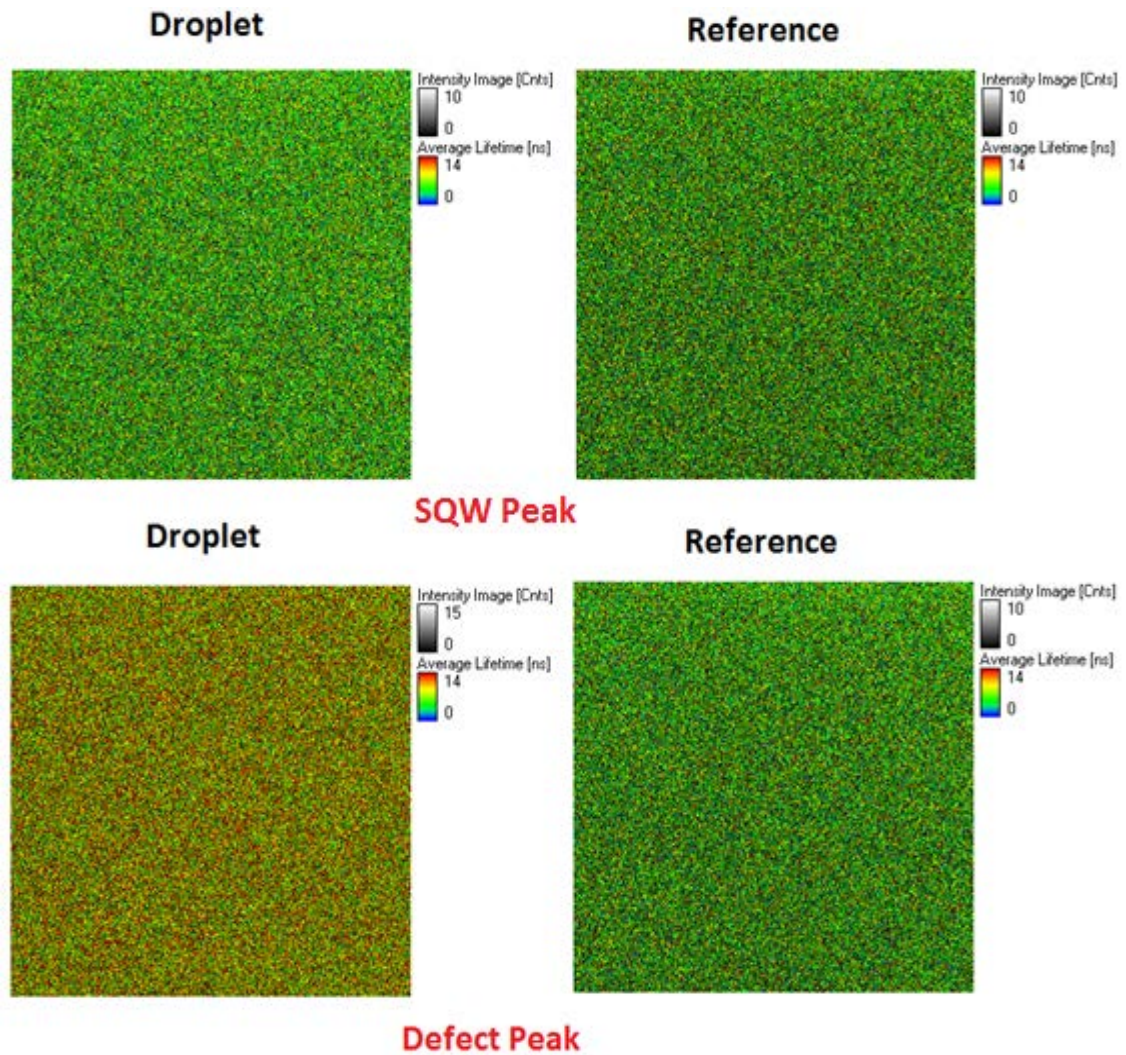 Droplet
Reference
Intensity Image [Cnts]
10
0
Average Lifetime [ns]
14
0
Intensity Image [Cnts]
10
0
Average Lifetime [ns]
14
0
SQW Peak
Droplet
Reference
Intensity Image [Cnts]
15
0
Average Lifetime [ns]
14
0
Intensity Image [Cnts]
10
0
Average Lifetime [ns]
14
0
Defect Peak